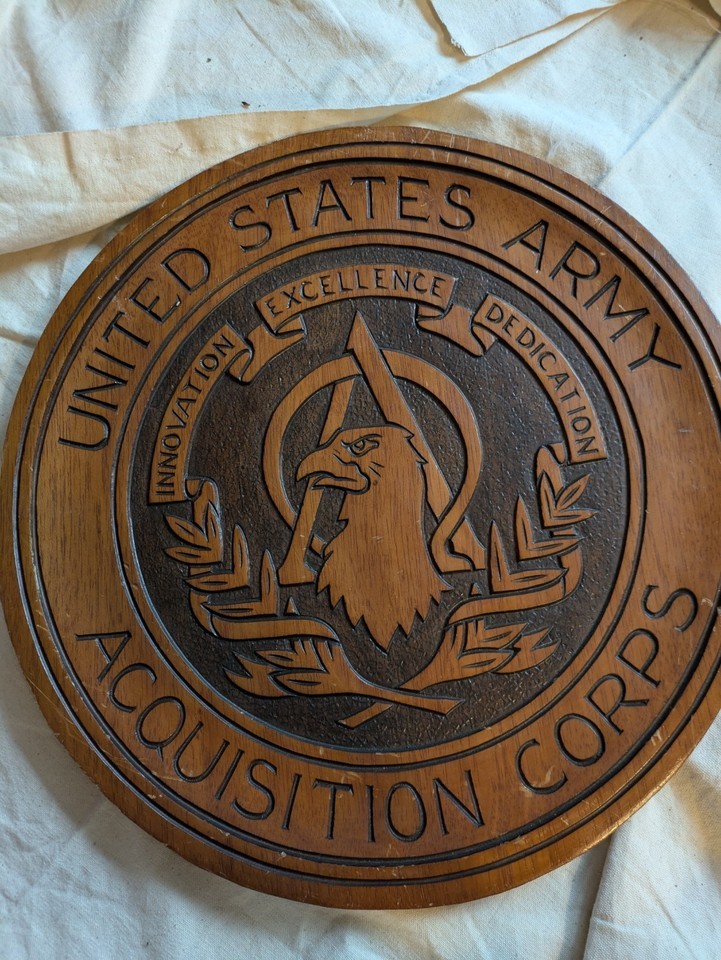 UNITED STATES ARMY
INNOVATION
EXCELLENCE
DEDICATION
ACQUISITION CORPS